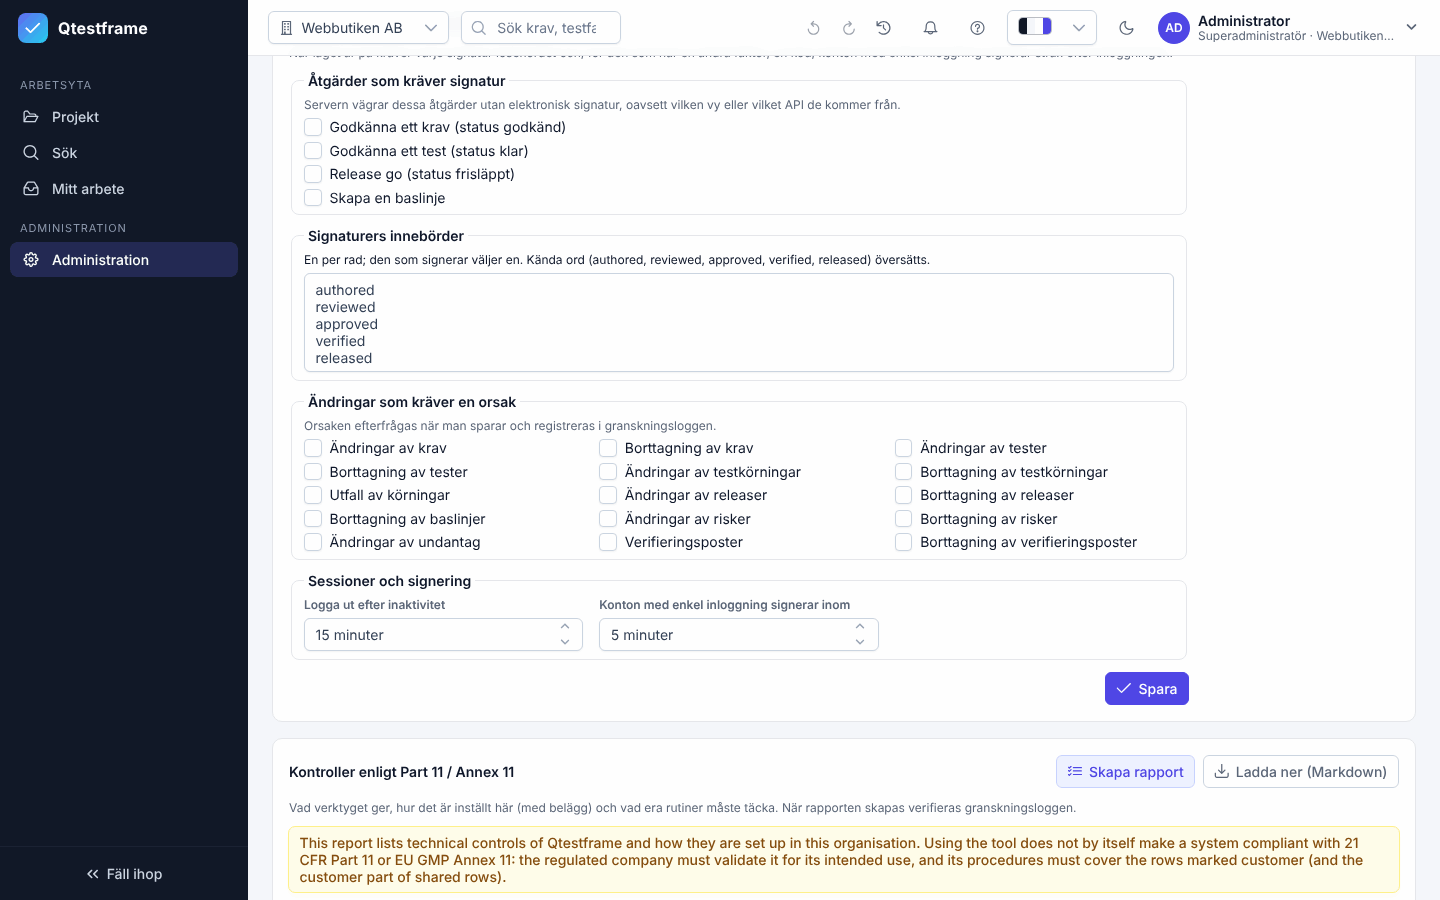 Qtestframe
Webbutiken AB
Sök krav, testfa
AD
Administrator
Superadministratör · Webbutiken...
ARBETSYTA
Projekt
Sök
Mitt arbete
ADMINISTRATION
Administration
Fäll ihop
Åtgärder som kräver signatur
Servern vägrar dessa åtgärder utan elektronisk signatur, oavsett vilken vy eller vilket API de kommer från.
Godkänna ett krav (status godkänd)
Godkänna ett test (status klar)
Release go (status frisläppt)
Skapa en baslinje
Signaturers innebörder
En per rad; den som signerar väljer en. Kända ord (authored, reviewed, approved, verified, released) översätts.
authored
reviewed
approved
verified
released
Ändringar som kräver en orsak
Orsaken efterfrågas när man sparar och registreras i granskningsloggen.
Ändringar av krav
Borttagning av krav
Ändringar av tester
Borttagning av tester
Ändringar av testkörningar
Borttagning av testkörningar
Utfall av körningar
Ändringar av releaser
Borttagning av releaser
Borttagning av baslinjer
Ändringar av risker
Borttagning av risker
Ändringar av undantag
Verifieringsposter
Borttagning av verifieringsposter
Sessioner och signering
Logga ut efter inaktivitet
Konton med enkel inloggning signerar inom
15 minuter
5 minuter
Spara
Kontroller enligt Part 11 / Annex 11
Skapa rapport
Ladda ner (Markdown)
Vad verktyget ger, hur det är inställt här (med belägg) och vad era rutiner måste täcka. När rapporten skapas verifieras granskningsloggen.
This report lists technical controls of Qtestframe and how they are set up in this organisation. Using the tool does not by itself make a system compliant with 21
CFR Part 11 or EU GMP Annex 11: the regulated company must validate it for its intended use, and its procedures must cover the rows marked customer (and the
customer part of shared rows).